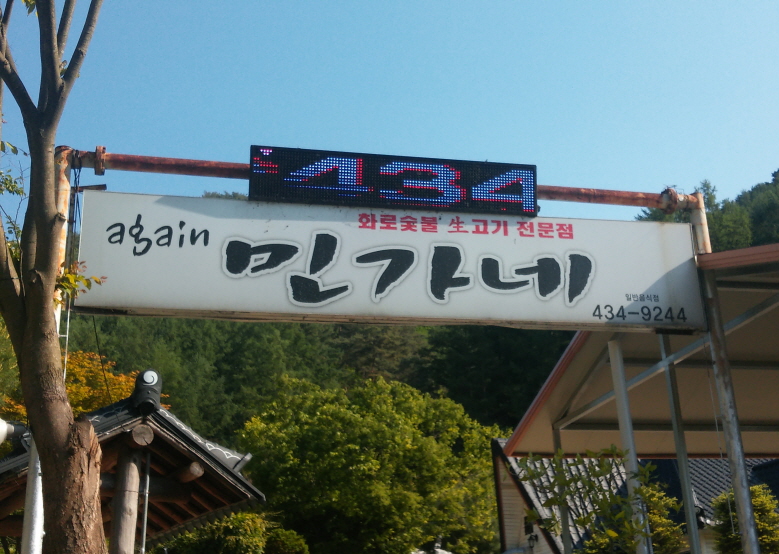 434
화로숯불 生고기 전문점
again 민가네
일반음식점
434-9244